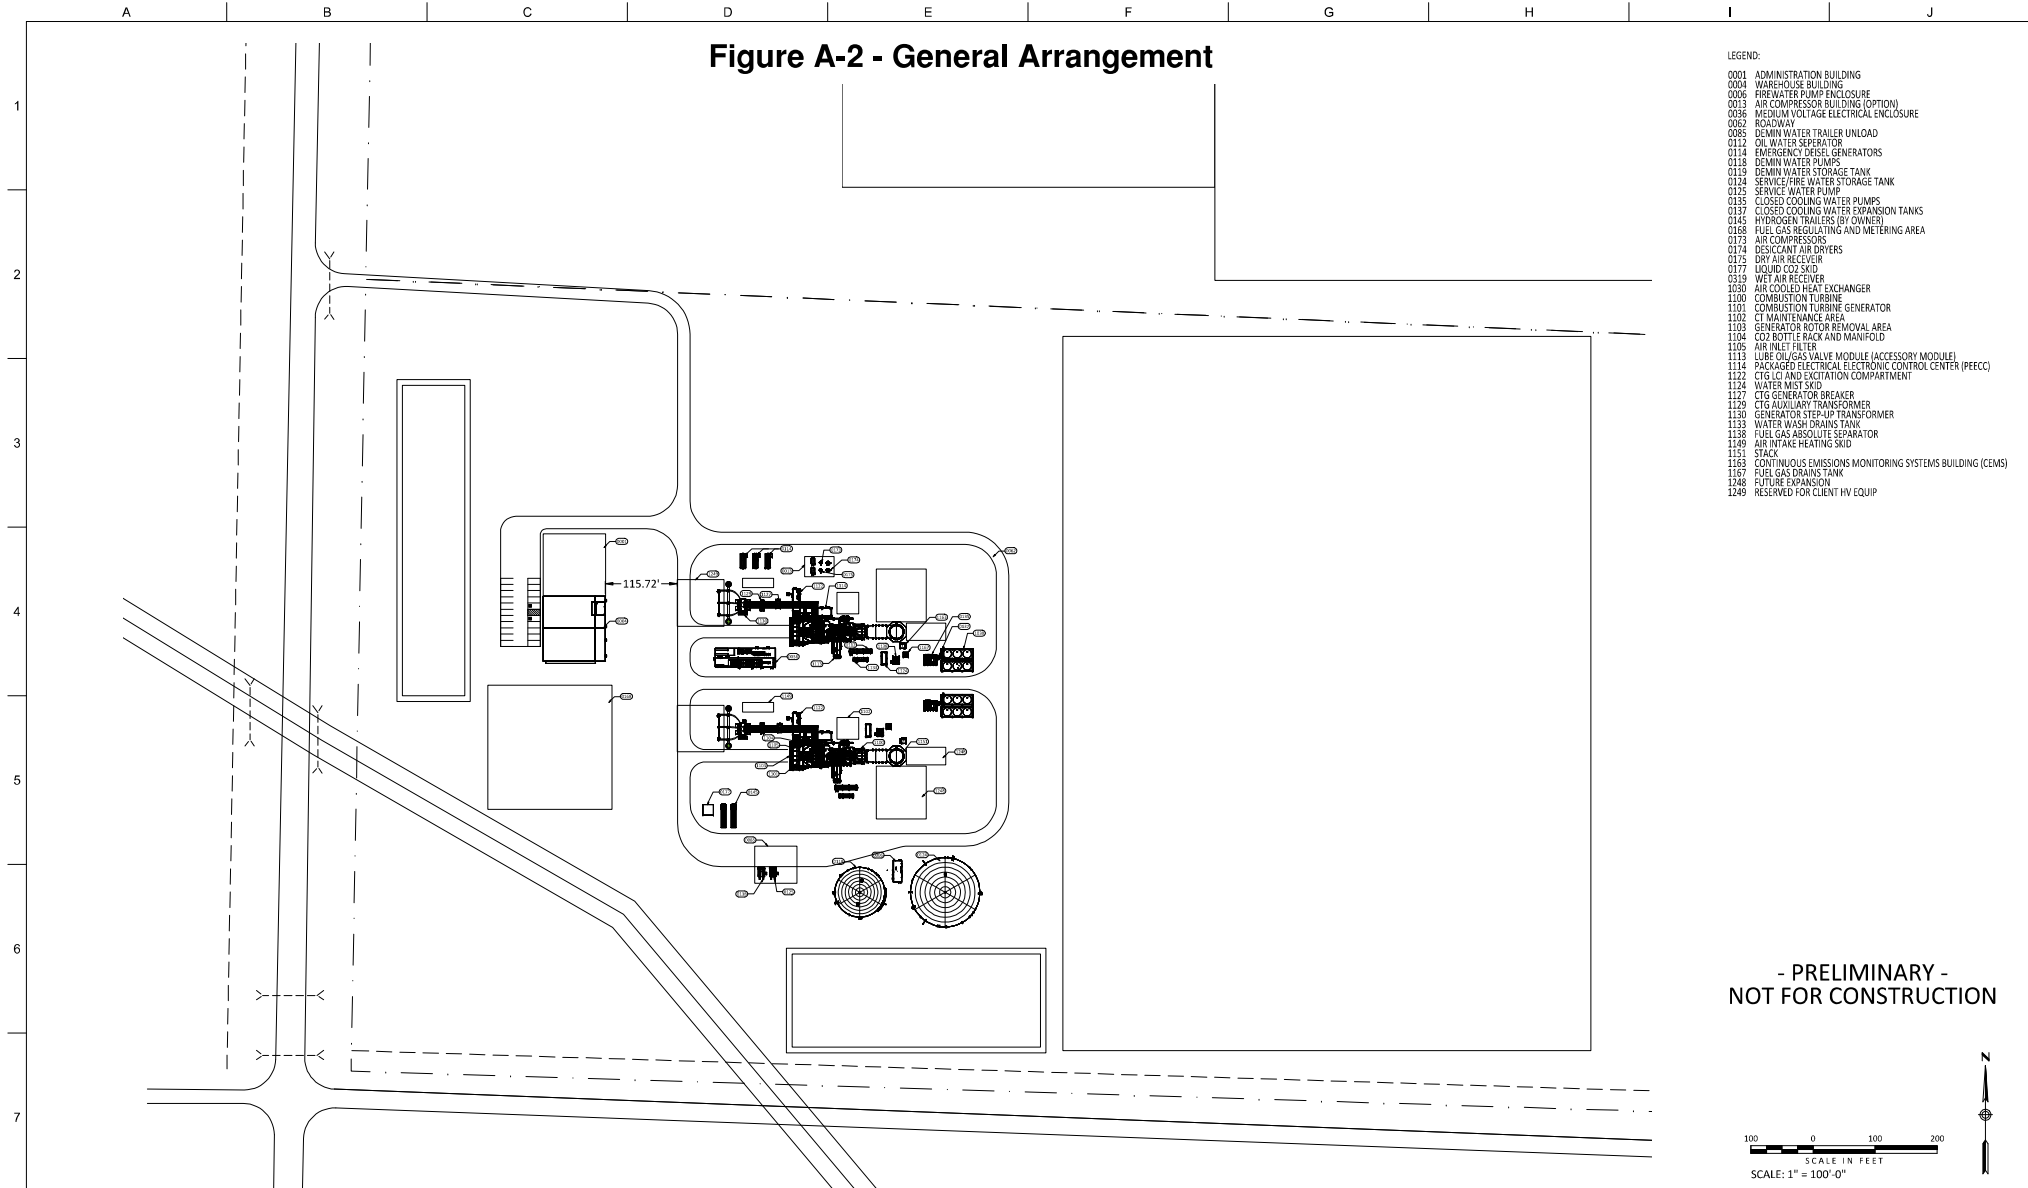 A B C D E F G H I J
Figure A-2 - General Arrangement
1
2
3
4
5
6
7
LEGEND:
0001 ADMINISTRATION BUILDING
0004 WAREHOUSE BUILDING
0006 FIREWATER PUMP ENCLOSURE
0013 AIR COMPRESSOR BUILDING (OPTION)
0036 MEDIUM VOLTAGE ELECTRICAL ENCLOSURE
0062 ROADWAY
0085 DEMIN WATER TRAILER UNLOAD
0112 OIL WATER SEPERATOR
0114 EMERGENCY DEISEL GENERATORS
0118 DEMIN WATER PUMPS
0119 DEMIN WATER STORAGE TANK
0124 SERVICE/FIRE WATER STORAGE TANK
0125 SERVICE WATER PUMP
0135 CLOSED COOLING WATER PUMPS
0137 CLOSED COOLING WATER EXPANSION TANKS
0145 HYDROGEN TRAILERS (BY OWNER)
0168 FUEL GAS REGULATING AND METERING AREA
0173 AIR COMPRESSORS
0174 DESICCANT AIR DRYERS
0175 DRY AIR RECEVEIR
0177 LIQUID CO2 SKID
0319 WET AIR RECEIVER
1030 AIR COOLED HEAT EXCHANGER
1100 COMBUSTION TURBINE
1101 COMBUSTION TURBINE GENERATOR
1102 CT MAINTENANCE AREA
1103 GENERATOR ROTOR REMOVAL AREA
1104 CO2 BOTTLE RACK AND MANIFOLD
1105 AIR INLET FILTER
1113 LUBE OIL/GAS VALVE MODULE (ACCESSORY MODULE)
1114 PACKAGED ELECTRICAL ELECTRONIC CONTROL CENTER (PEECC)
1122 CTG LCI AND EXCITATION COMPARTMENT
1124 WATER MIST SKID
1127 CTG GENERATOR BREAKER
1129 CTG AUXILIARY TRANSFORMER
1130 GENERATOR STEP-UP TRANSFORMER
1133 WATER WASH DRAINS TANK
1138 FUEL GAS ABSOLUTE SEPARATOR
1149 AIR INTAKE HEATING SKID
1151 STACK
1163 CONTINUOUS EMISSIONS MONITORING SYSTEMS BUILDING (CEMS)
1167 FUEL GAS DRAINS TANK
1248 FUTURE EXPANSION
1249 RESERVED FOR CLIENT HV EQUIP
115.72'
- PRELIMINARY -
NOT FOR CONSTRUCTION
N
100 0 100 200
SCALE IN FEET
SCALE: 1" = 100'-0"